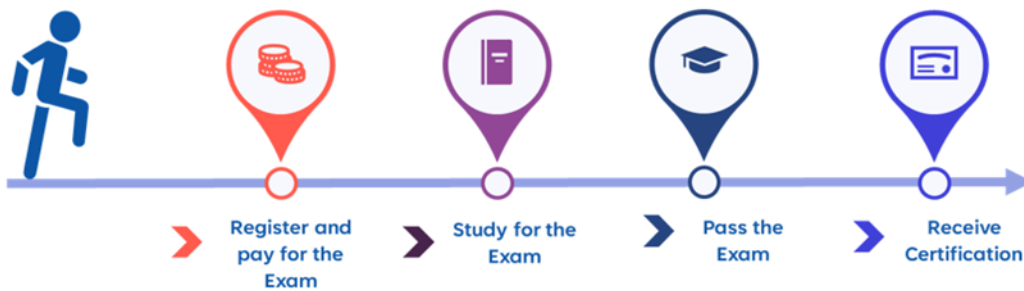 Register and
pay for the
Exam
Study for the
Exam
Pass the
Exam
Receive
Certification